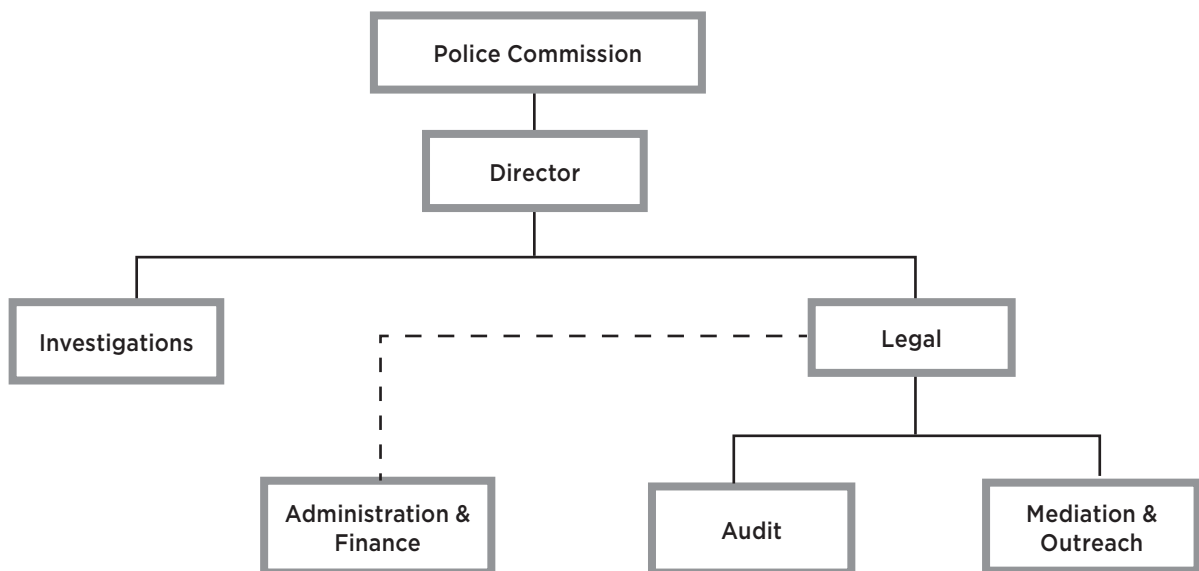 Police Commission
Director
Investigations
Legal
Administration &
Finance
Audit
Mediation &
Outreach